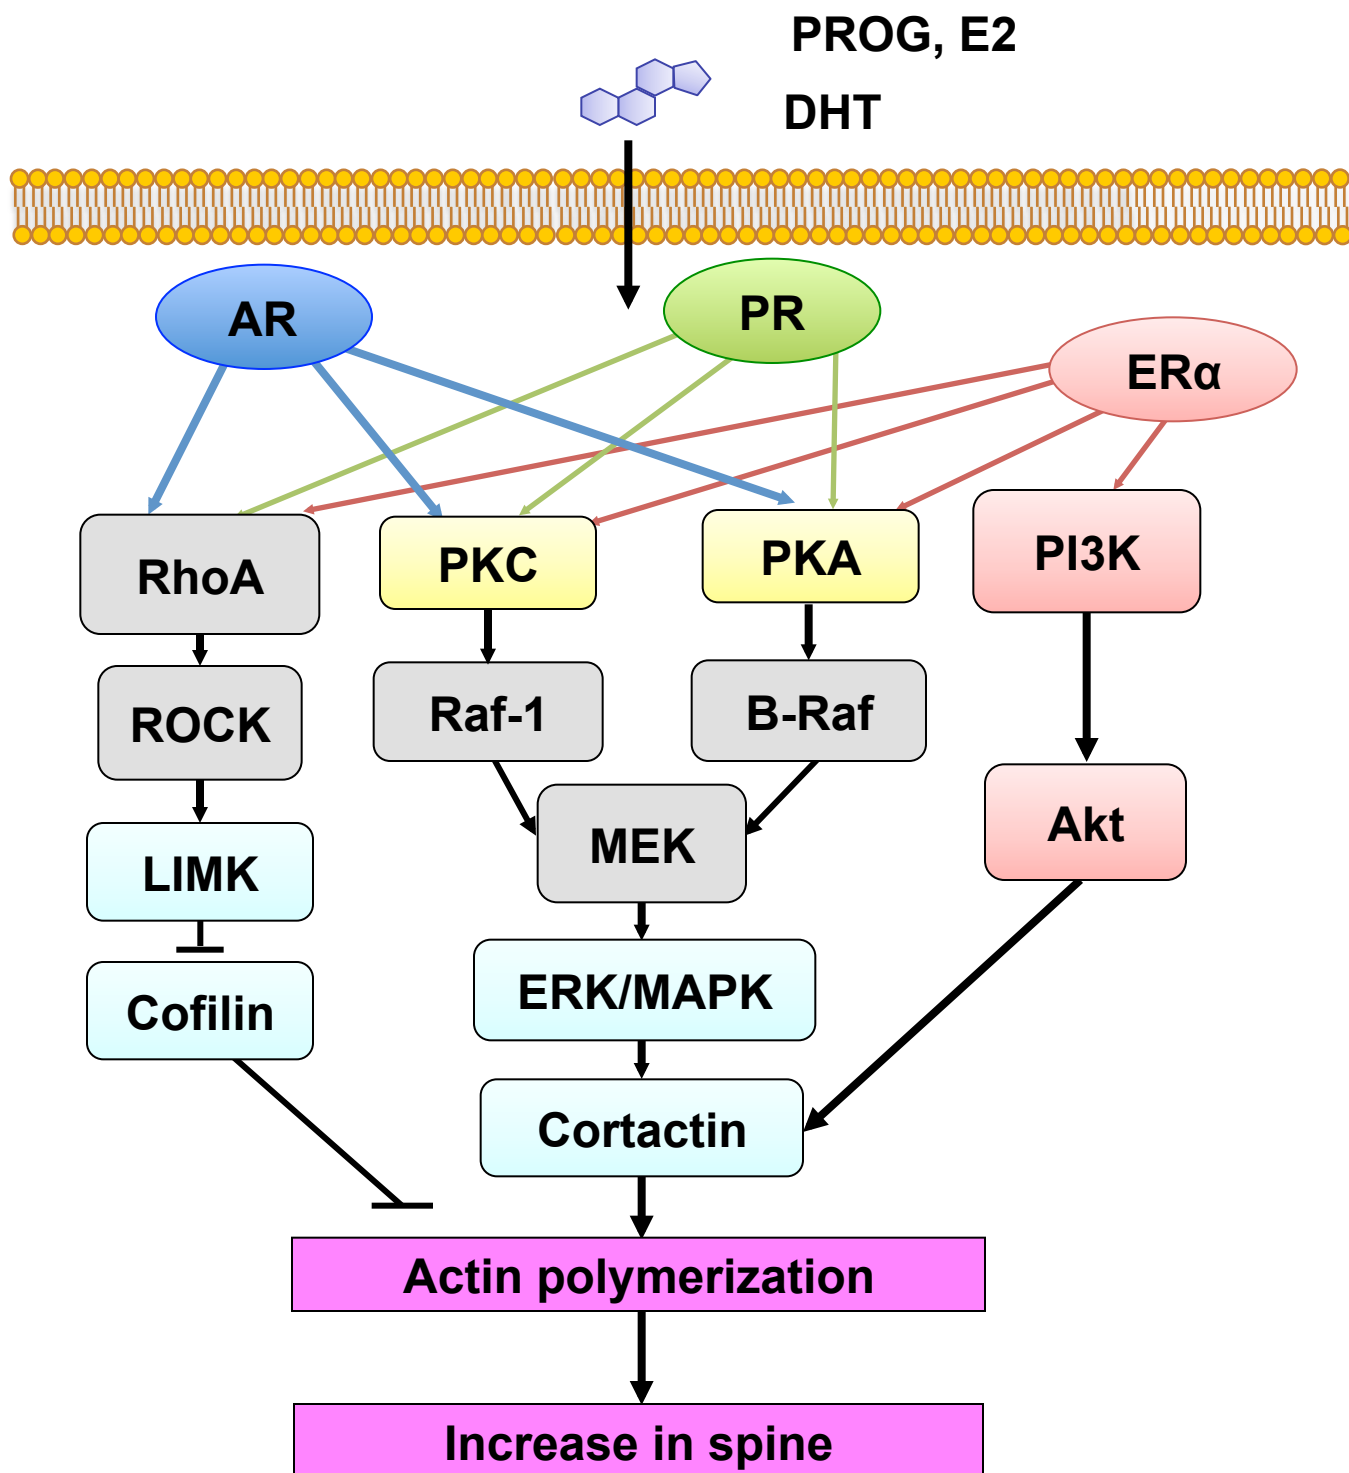 PROG, E2
DHT
AR
PR
ERα
RhoA
PKC
PKA
PI3K
ROCK
Raf-1
B-Raf
LIMK
MEK
Akt
Cofilin
ERK/MAPK
Cortactin
Actin polymerization
Increase in spine